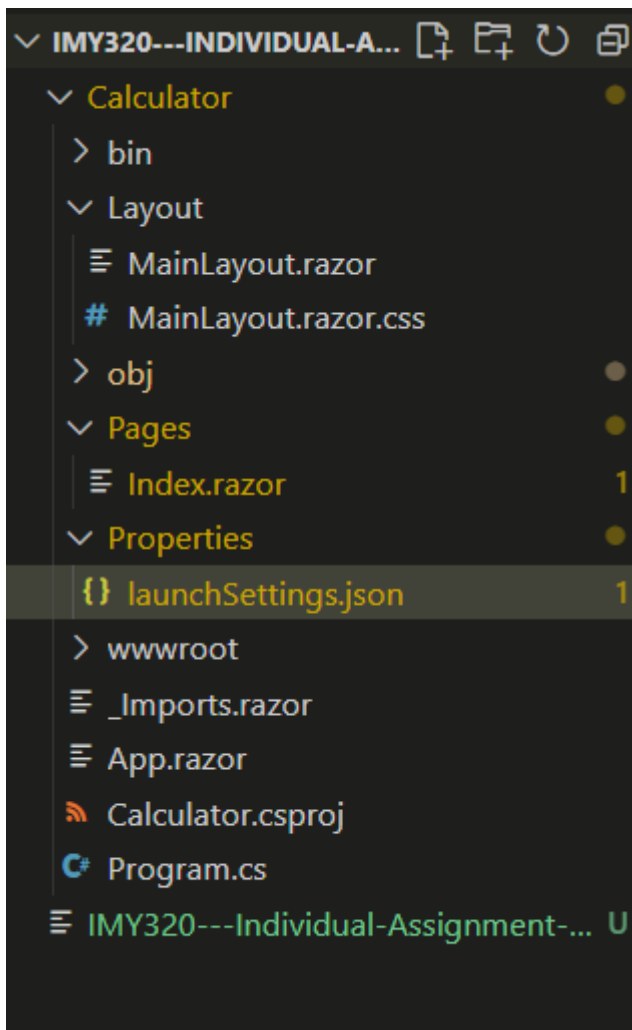 IMY320---INDIVIDUAL-A...
Calculator
bin
Layout
MainLayout.razor
# MainLayout.razor.css
obj
Pages
Index.razor 1
Properties
{} launchSettings.json 1
wwwroot
_Imports.razor
App.razor
Calculator.csproj
C# Program.cs
IMY320---Individual-Assignment-... U